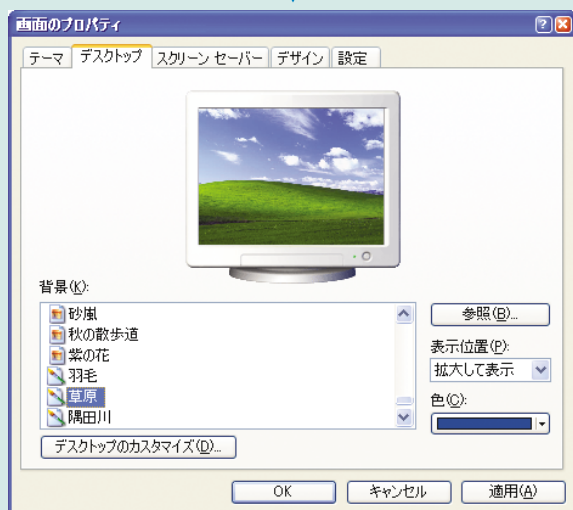 画面のプロパティ
テーマ デスクトップ スクリーン セーバー デザイン 設定
背景(K):
砂嵐
秋の散歩道
紫の花
羽毛
草原
隅田川
参照(B)...
表示位置(P):
拡大して表示
色(C):
デスクトップのカスタマイズ(D)...
OK キャンセル 適用(A)